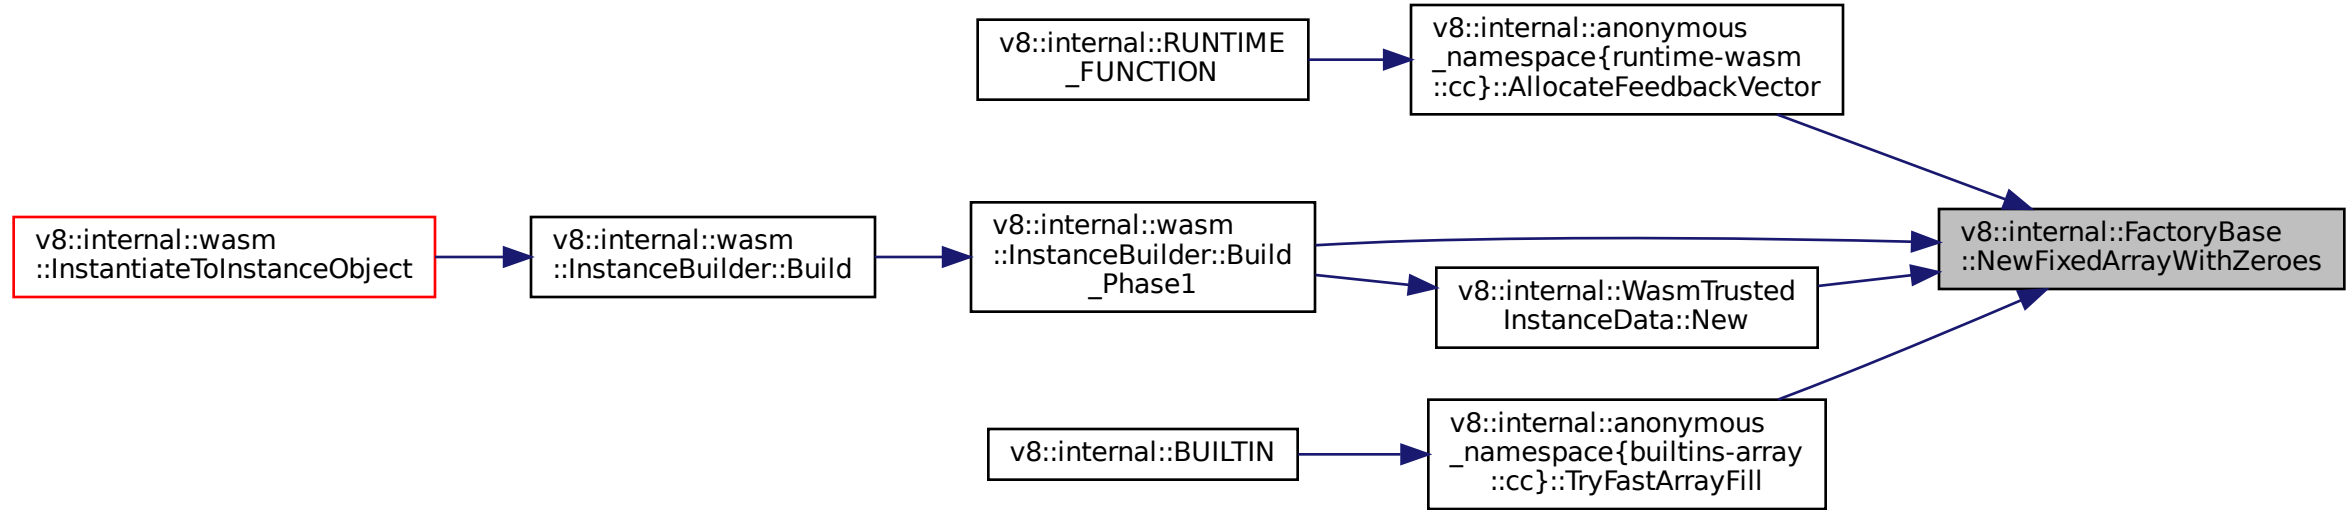 v8::internal::RUNTIME
_FUNCTION
v8::internal::anonymous
_namespace{runtime-wasm
::cc}::AllocateFeedbackVector
v8::internal::wasm
::InstantiateToInstanceObject
v8::internal::wasm
::InstanceBuilder::Build
v8::internal::wasm
::InstanceBuilder::Build
_Phase1
v8::internal::WasmTrusted
InstanceData::New
v8::internal::FactoryBase
::NewFixedArrayWithZeroes
v8::internal::BUILTIN
v8::internal::anonymous
_namespace{builtins-array
::cc}::TryFastArrayFill